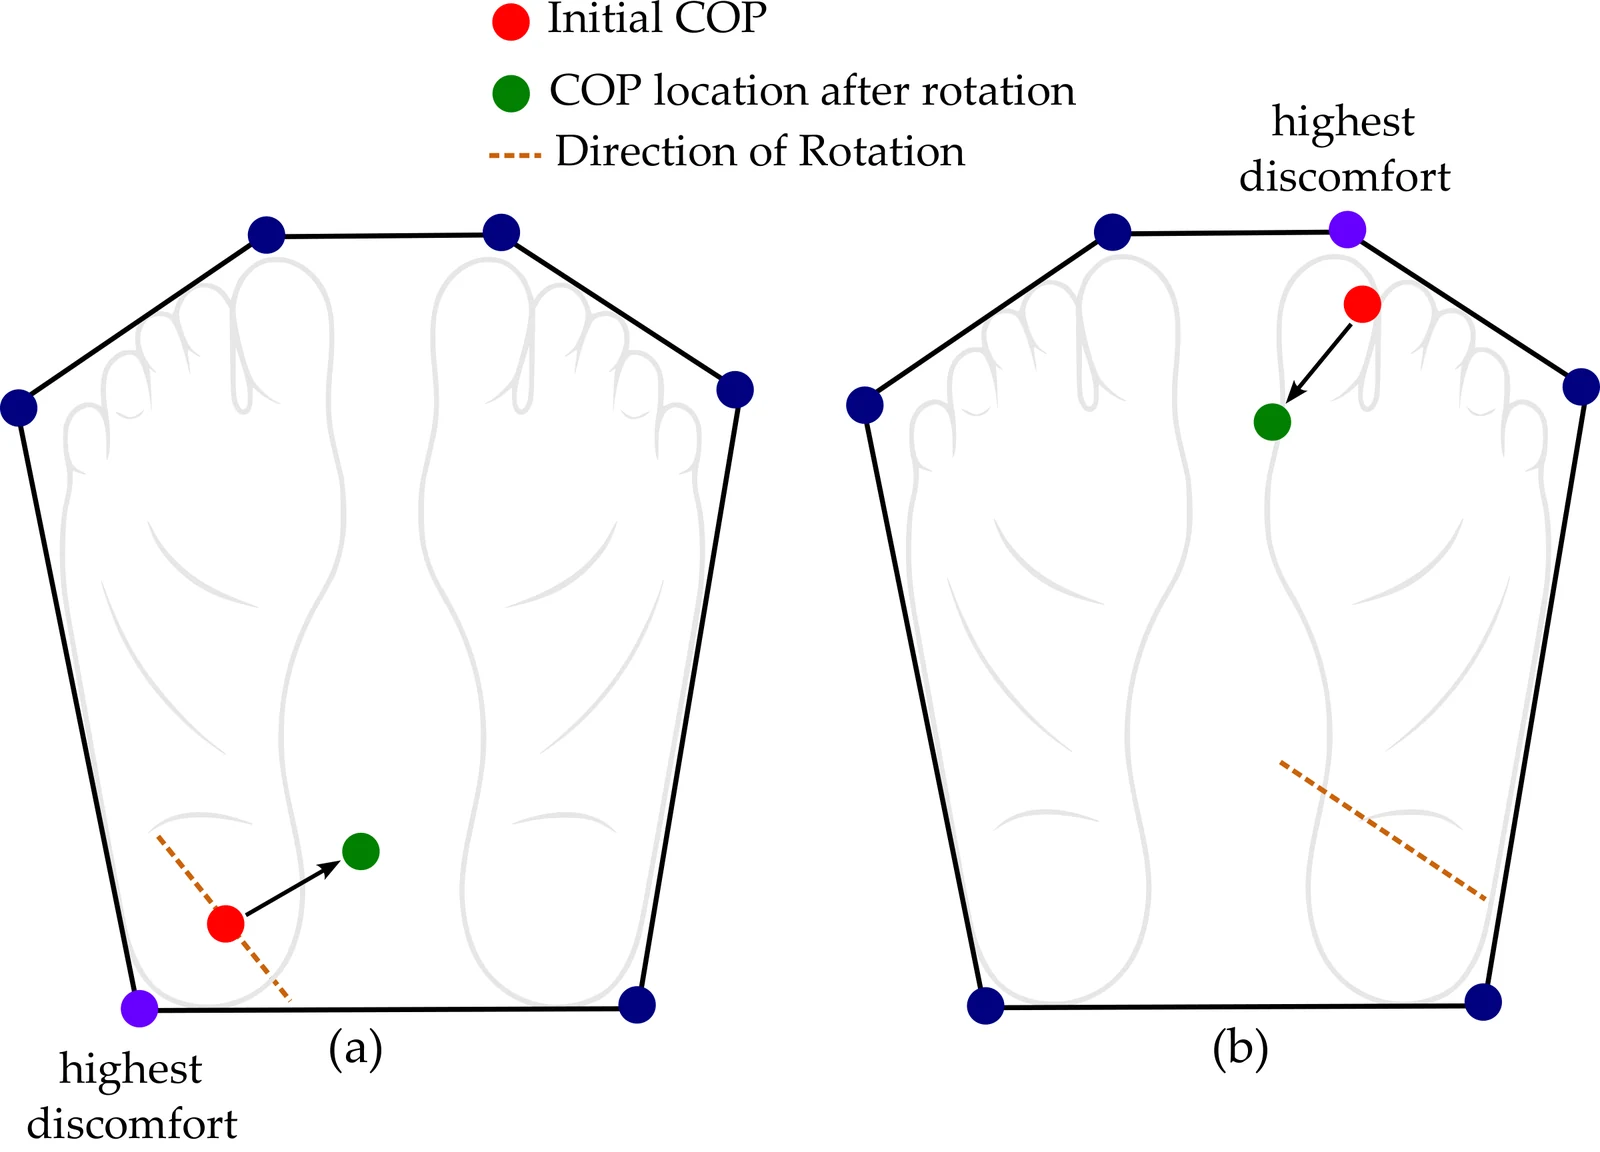 Initial COP
COP location after rotation
Direction of Rotation
highest
discomfort
(a)
(b)
highest
discomfort